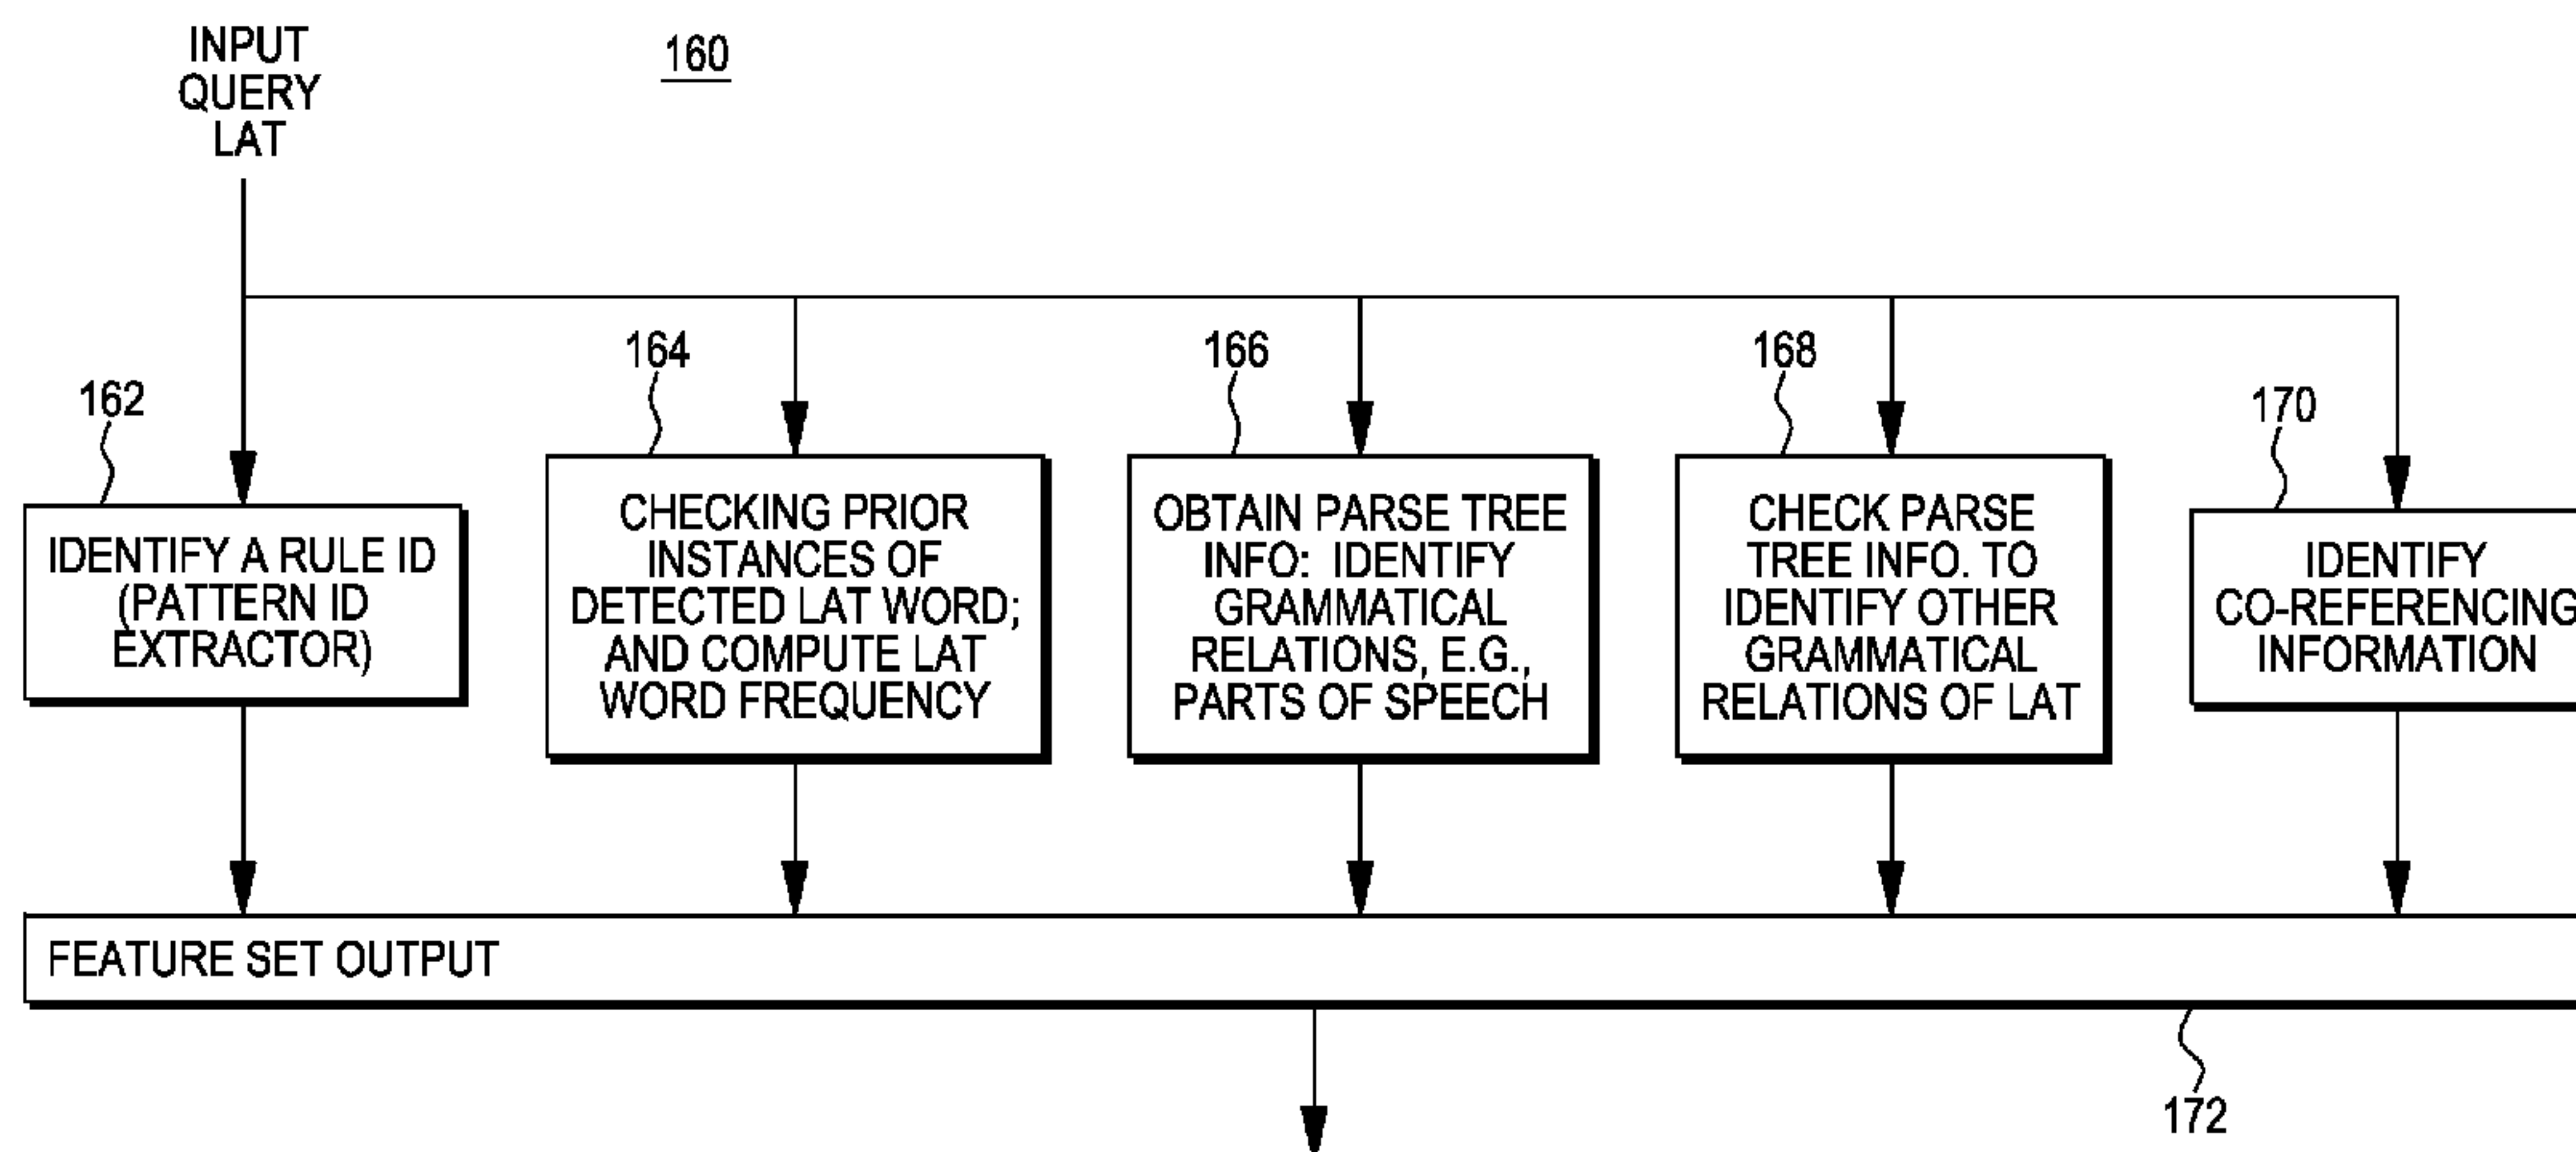 INPUT
QUERY
LAT
160
162
IDENTIFY A RULE ID
(PATTERN ID
EXTRACTOR)
164
CHECKING PRIOR
INSTANCES OF
DETECTED LAT WORD;
AND COMPUTE LAT
WORD FREQUENCY
166
OBTAIN PARSE TREE
INFO: IDENTIFY
GRAMMATICAL
RELATIONS, E.G.,
PARTS OF SPEECH
168
CHECK PARSE
TREE INFO. TO
IDENTIFY OTHER
GRAMMATICAL
RELATIONS OF LAT
170
IDENTIFY
CO-REFERENCING
INFORMATION
FEATURE SET OUTPUT
172